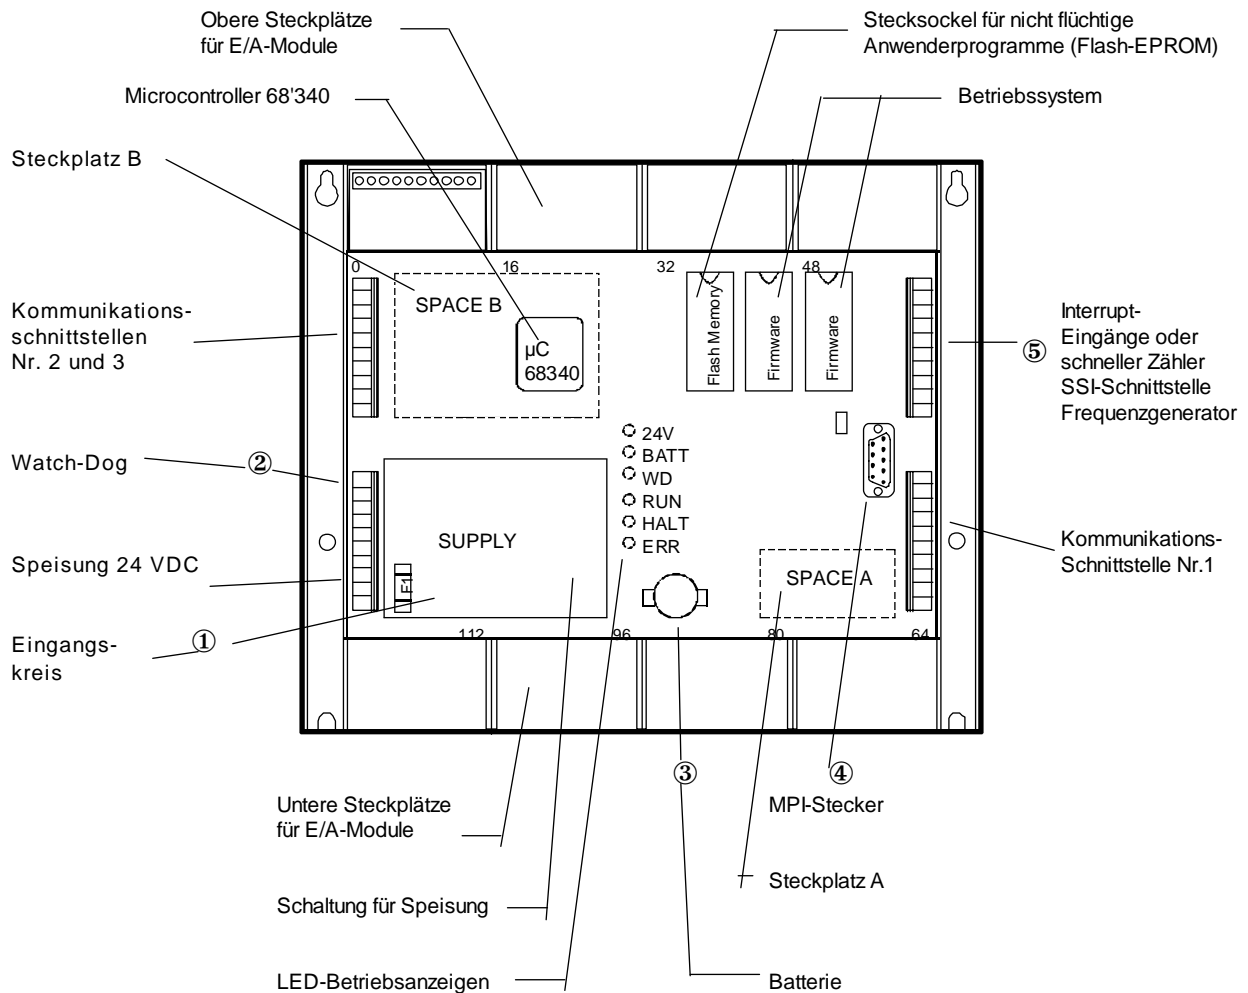 Obere Steckplätze
für E/A-Module
Stecksockel für nicht flüchtige
Anwenderprogramme (Flash-EPROM)
Microcontroller 68'340
Betriebssystem
Steckplatz B
0
16
32
48
SPACE B
µC
68340
Flash Memory
Firmware
Firmware
Kommunikations-
schnittstellen
Nr. 2 und 3
⑤
Interrupt-
Eingänge oder
schneller Zähler
SSI-Schnittstelle
Frequenzgenerator
24V
BATT
WD
RUN
HALT
ERR
Watch-Dog
②
SUPPLY
F1
Speisung 24 VDC
SPACE A
Kommunikations-
Schnittstelle Nr.1
①
Eingangs-
kreis
112
96
80
64
③
④
MPI-Stecker
Untere Steckplätze
für E/A-Module
Steckplatz A
Schaltung für Speisung
LED-Betriebsanzeigen
Batterie